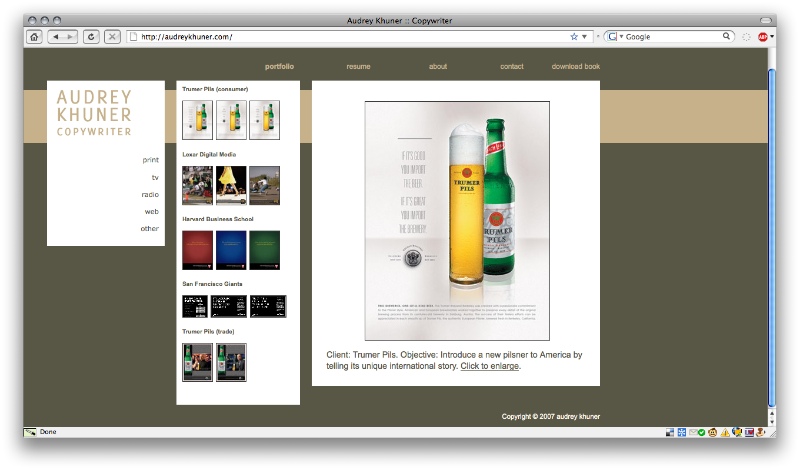 Audrey Khuner :: Copywriter
http://audreykhuner.com/
Google
ABP
portfolio resume about contact download book
AUDREY
KHUNER
COPYWRITER
print
tv
radio
web
other
Trumer Pils (consumer)
Lexar Digital Media
Harvard Business School
San Francisco Giants
Trumer Pils (trade)
IF IT'S GOOD
YOU IMPORT
THE BEER.
IF IT'S GREAT
YOU IMPORT
THE BREWERY.
TRUMER
PILS
TRUMER
PILS
Client: Trumer Pils. Objective: Introduce a new pilsner to America by
telling its unique international story. Click to enlarge.
Copyright © 2007 audrey khuner
Done